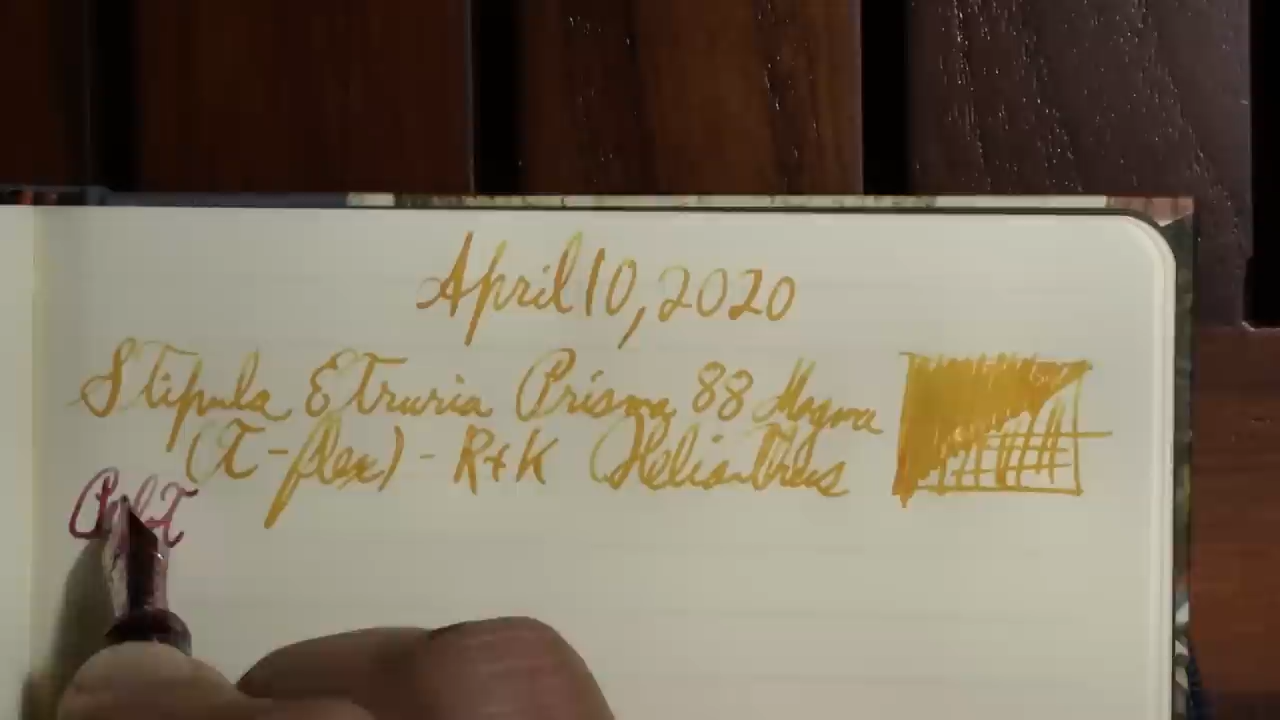 April 10, 2020
Stipula Etruria Prisma 88 Magma
(T-flex) - R+K Helianthus